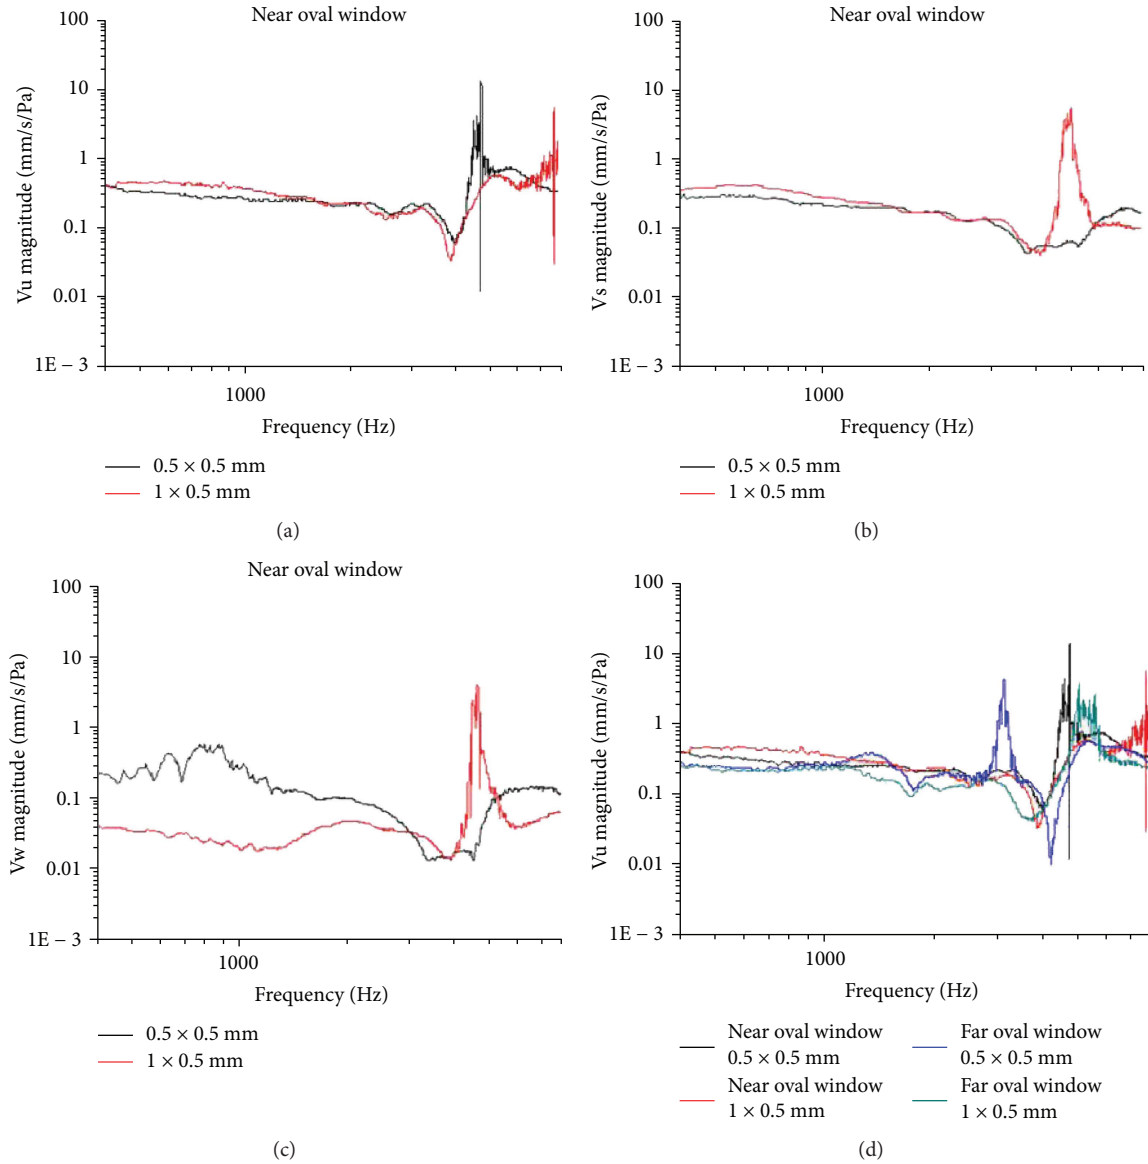 Near oval window
100
10
1
0.1
0.01
1E – 3
Vu magnitude (mm/s/Pa)
1000
Frequency (Hz)
0.5 × 0.5 mm
1 × 0.5 mm
(a)
Near oval window
100
10
1
0.1
0.01
1E – 3
Vs magnitude (mm/s/Pa)
1000
Frequency (Hz)
0.5 × 0.5 mm
1 × 0.5 mm
(b)
Near oval window
100
10
1
0.1
0.01
1E – 3
Vw magnitude (mm/s/Pa)
1000
Frequency (Hz)
0.5 × 0.5 mm
1 × 0.5 mm
(c)
100
10
1
0.1
0.01
1E – 3
Vu magnitude (mm/s/Pa)
1000
Frequency (Hz)
Near oval window
0.5 × 0.5 mm
Near oval window
1 × 0.5 mm
Far oval window
0.5 × 0.5 mm
Far oval window
1 × 0.5 mm
(d)